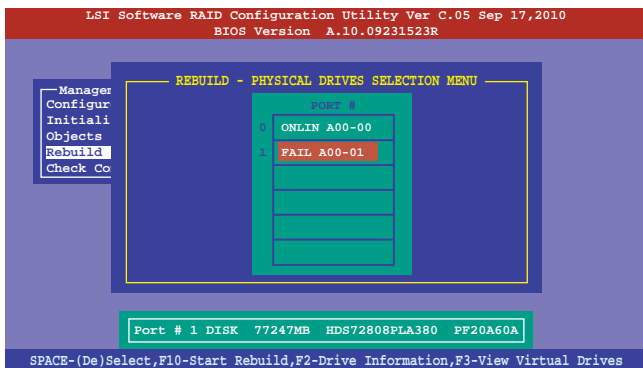 LSI Software RAID Configuration Utility Ver C.05 Sep 17,2010
BIOS Version A.10.09231523R
REBUILD - PHYSICAL DRIVES SELECTION MENU
Managem
Configur
Initiali
Objects
Rebuild
Check Co
PORT #
0 ONLIN A00-00
1 FAIL A00-01
Port # 1 DISK 77247MB HDS72808PLA380 PF20A60A
SPACE-(De)Select,F10-Start Rebuild,F2-Drive Information,F3-View Virtual Drives